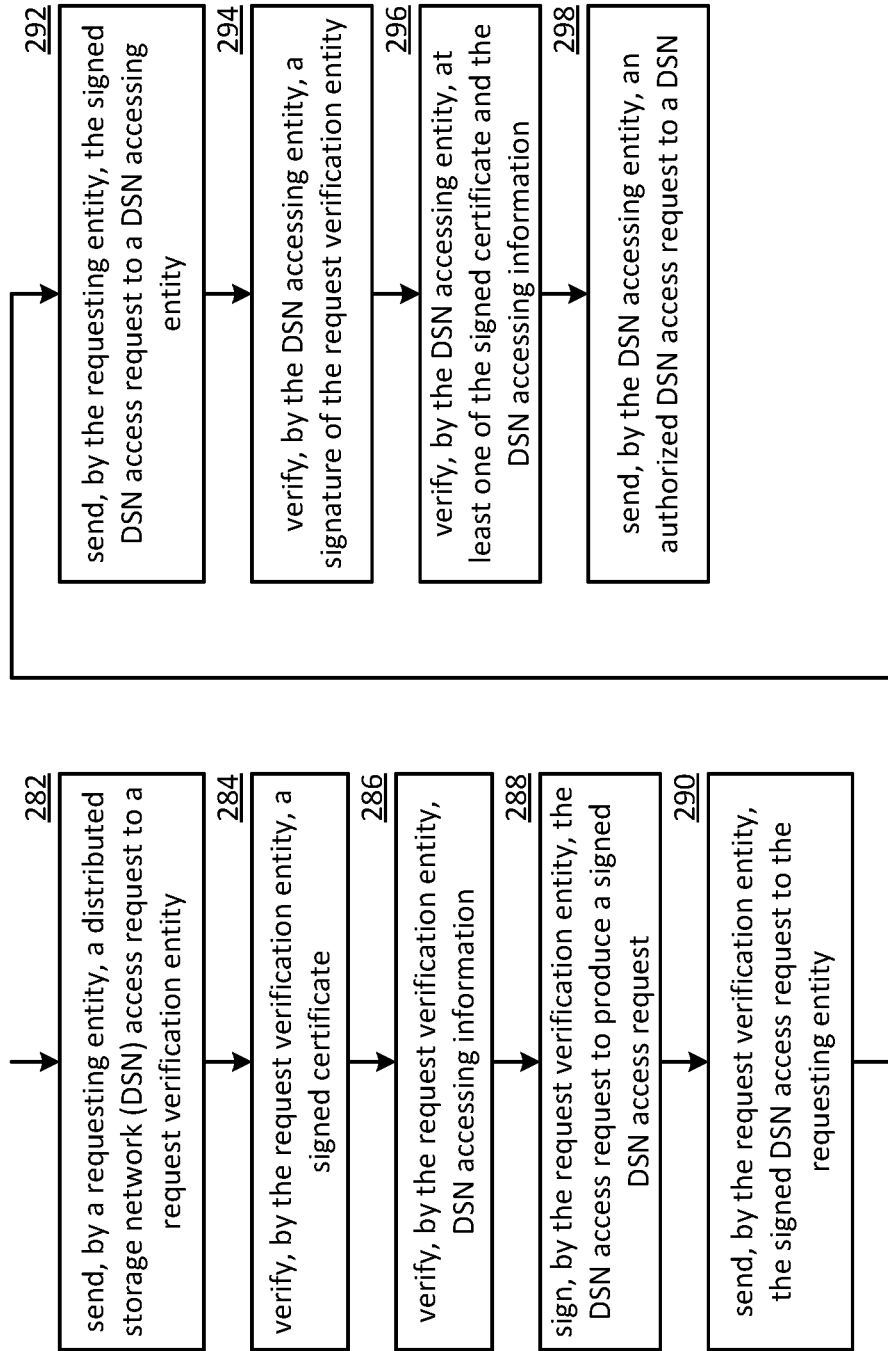 282
send, by a requesting entity, a distributed
storage network (DSN) access request to a
request verification entity
284
verify, by the request verification entity, a
signed certificate
286
verify, by the request verification entity,
DSN accessing information
288
sign, by the request verification entity, the
DSN access request to produce a signed
DSN access request
290
send, by the request verification entity,
the signed DSN access request to the
requesting entity
292
send, by the requesting entity, the signed
DSN access request to a DSN accessing
entity
294
verify, by the DSN accessing entity, a
signature of the request verification entity
296
verify, by the DSN accessing entity, at
least one of the signed certificate and the
DSN accessing information
298
send, by the DSN accessing entity, an
authorized DSN access request to a DSN